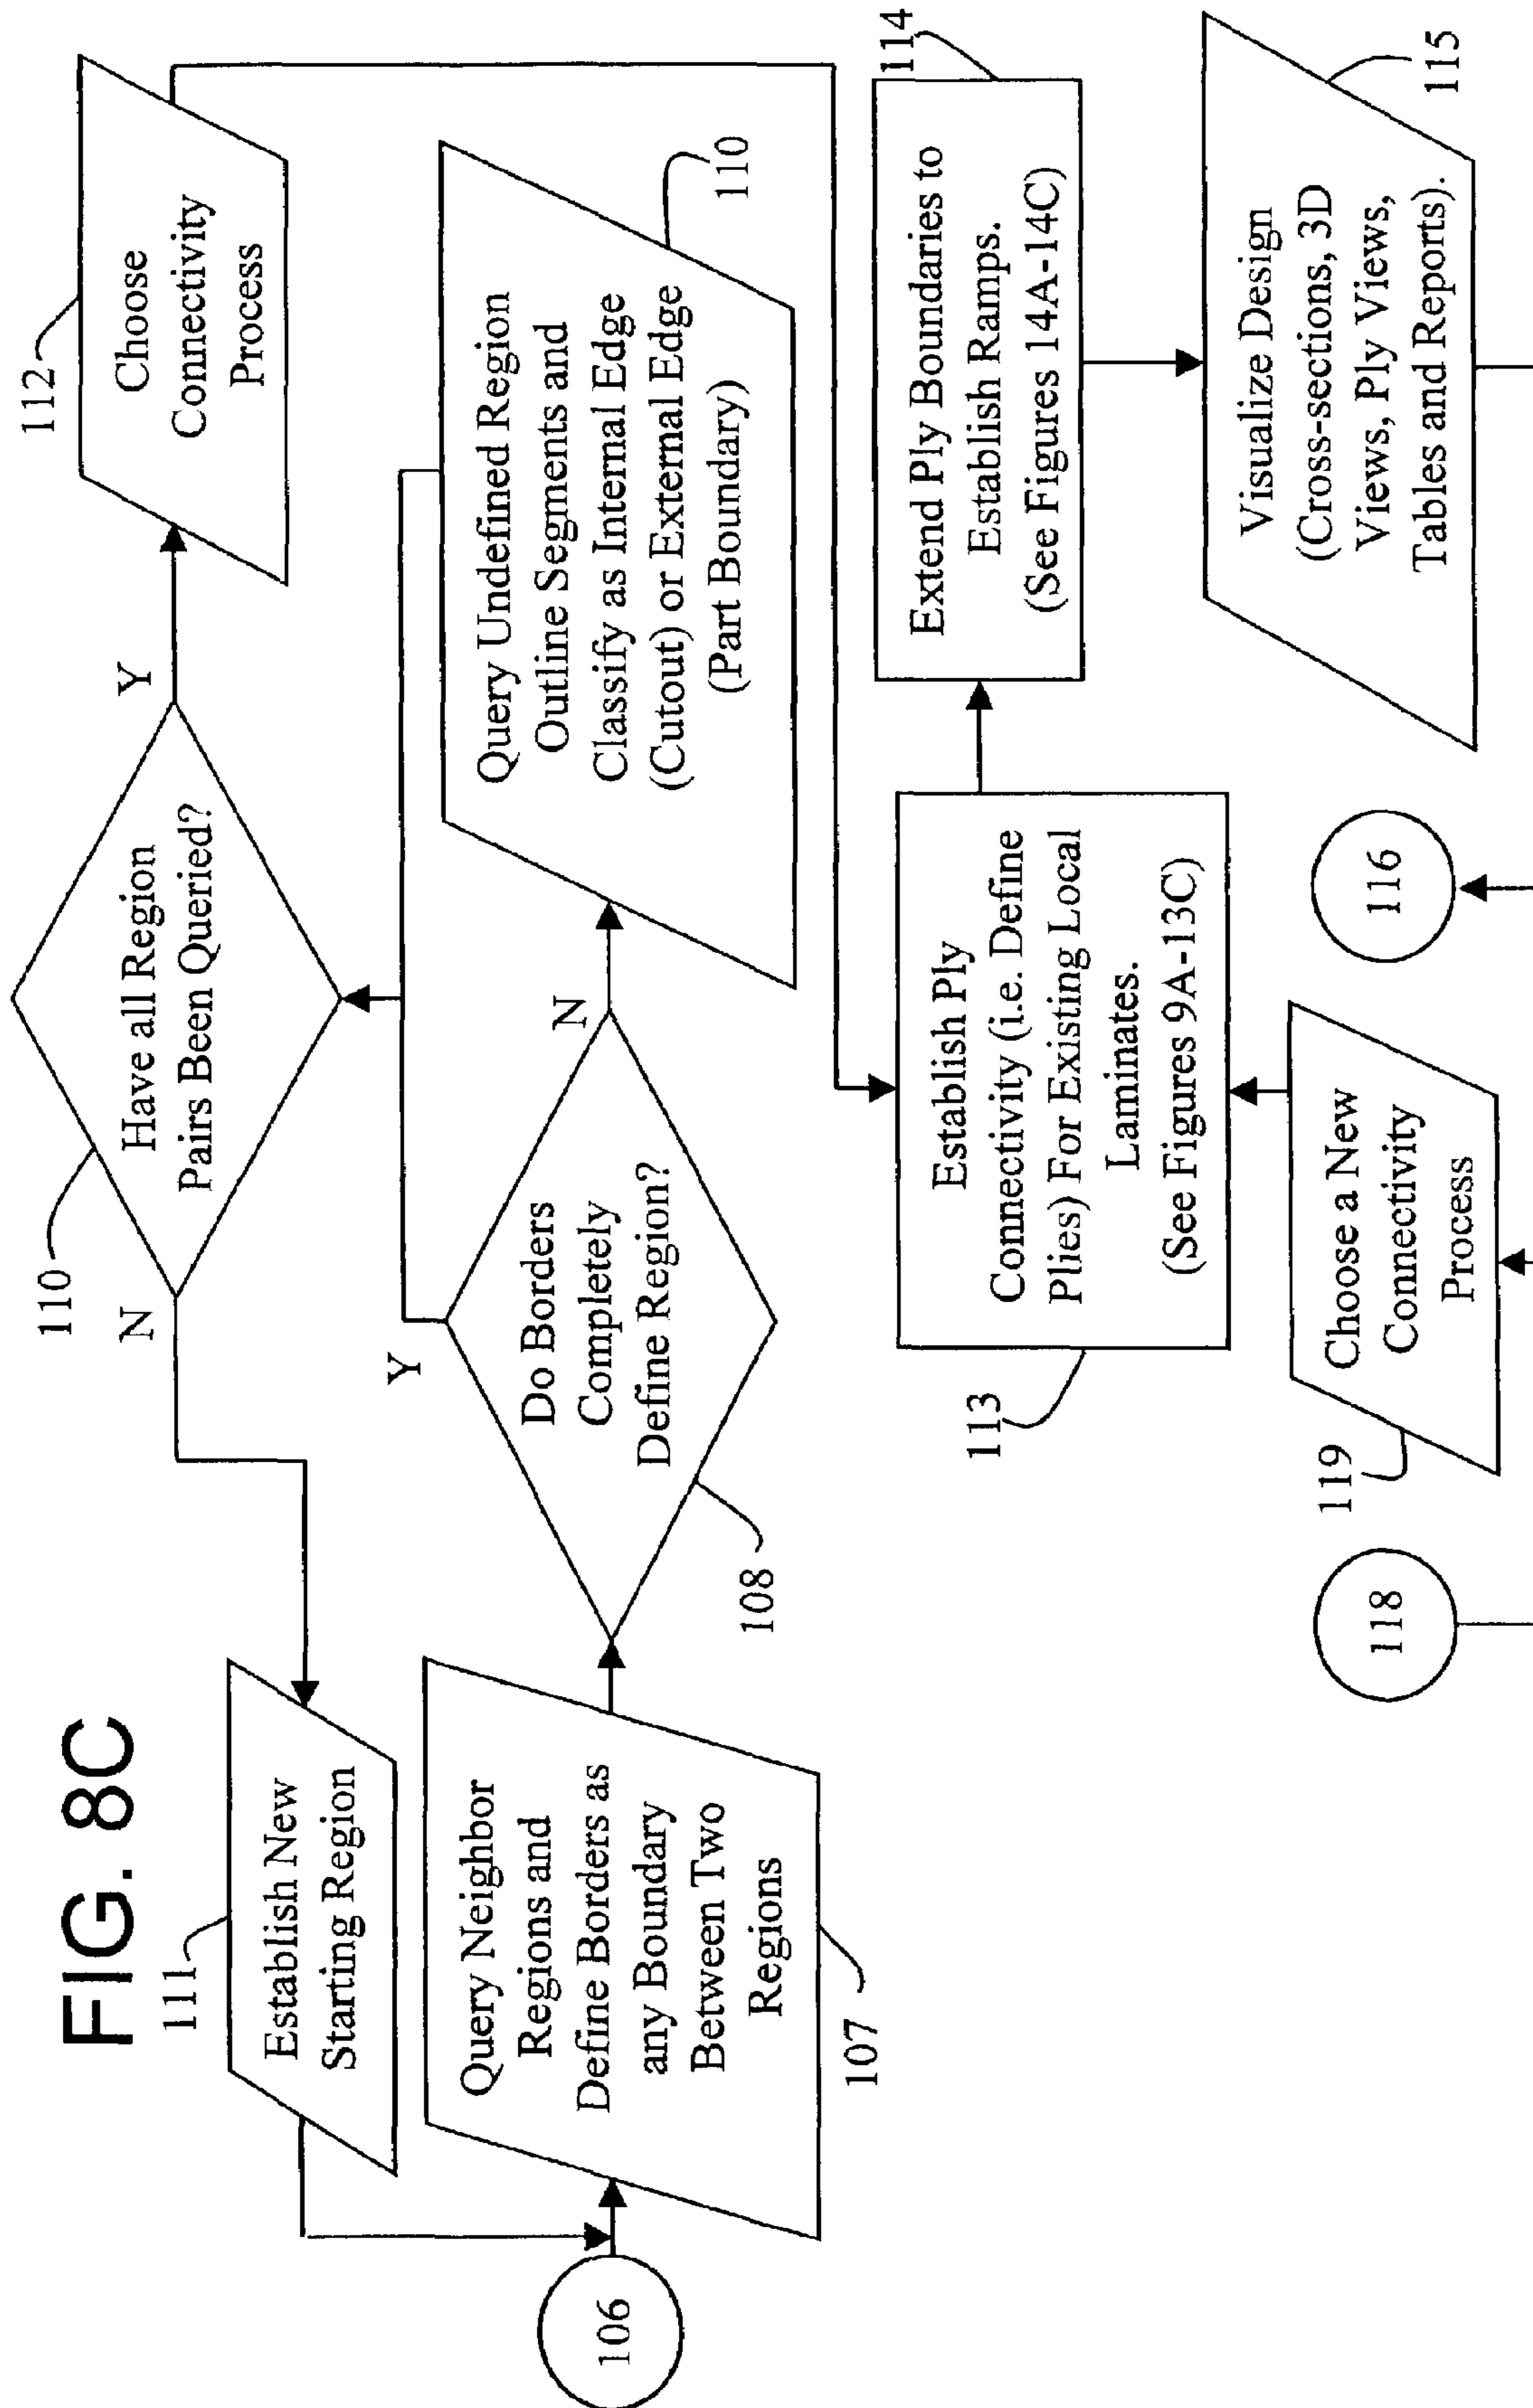 FIG. 8C
111
Establish New
Starting Region
110
Have all Region
Pairs Been Queried?
N
Y
112
Choose
Connectivity
Process
106
Query Neighbor
Regions and
Define Borders as
any Boundary
Between Two
Regions
107
Do Borders
Completely
Define Region?
108
Y
N
Query Undefined Region
Outline Segments and
Classify as Internal Edge
(Cutout) or External Edge
(Part Boundary)
110
Establish Ply
Connectivity (i.e. Define
Plies) For Existing Local
Laminates.
(See Figures 9A-13C)
113
Extend Ply Boundaries to
Establish Ramps.
(See Figures 14A-14C)
114
118
119
Choose a New
Connectivity
Process
116
Visualize Design
(Cross-sections, 3D
Views, Ply Views,
Tables and Reports).
115